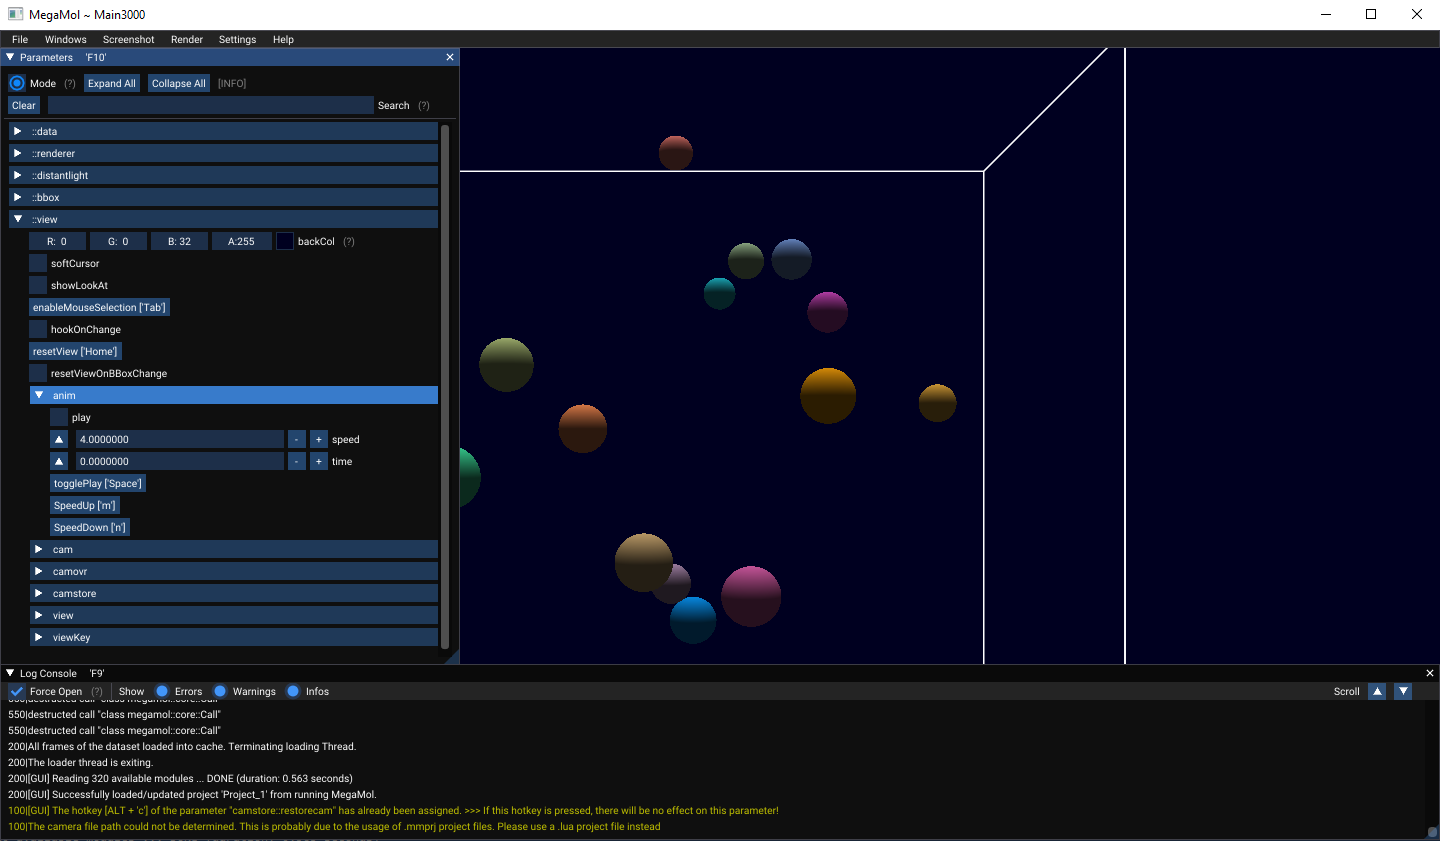 MegaMol ~ Main3000
File Windows Screenshot Render Settings Help
Parameters 'F10'
Mode (?) Expand All Collapse All [INFO]
Clear Search (?)
::data
::renderer
::distantlight
::bbox
::view
R: 0 G: 0 B: 32 A:255 backCol (?)
softCursor
showLookAt
enableMouseSelection ['Tab']
hookOnChange
resetView ['Home']
resetViewOnBBoxChange
anim
play
4.0000000 - + speed
0.0000000 - + time
togglePlay ['Space']
SpeedUp ['m']
SpeedDown ['n']
cam
camovr
camstore
view
viewKey
Log Console 'F9'
Force Open (?) Show Errors Warnings Infos Scroll
550|destructed call "class megamol::core::Call"
550|destructed call "class megamol::core::Call"
550|destructed call "class megamol::core::Call"
200|All frames of the dataset loaded into cache. Terminating loading Thread.
200|The loader thread is exiting.
200|[GUI] Reading 320 available modules ... DONE (duration: 0.563 seconds)
200|[GUI] Successfully loaded/updated project 'Project_1' from running MegaMol.
100|[GUI] The hotkey [ALT + 'c'] of the parameter "camstore::restorecam" has already been assigned. >>> If this hotkey is pressed, there will be no effect on this parameter!
100|The camera file path could not be determined. This is probably due to the usage of .mmprj project files. Please use a .lua project file instead